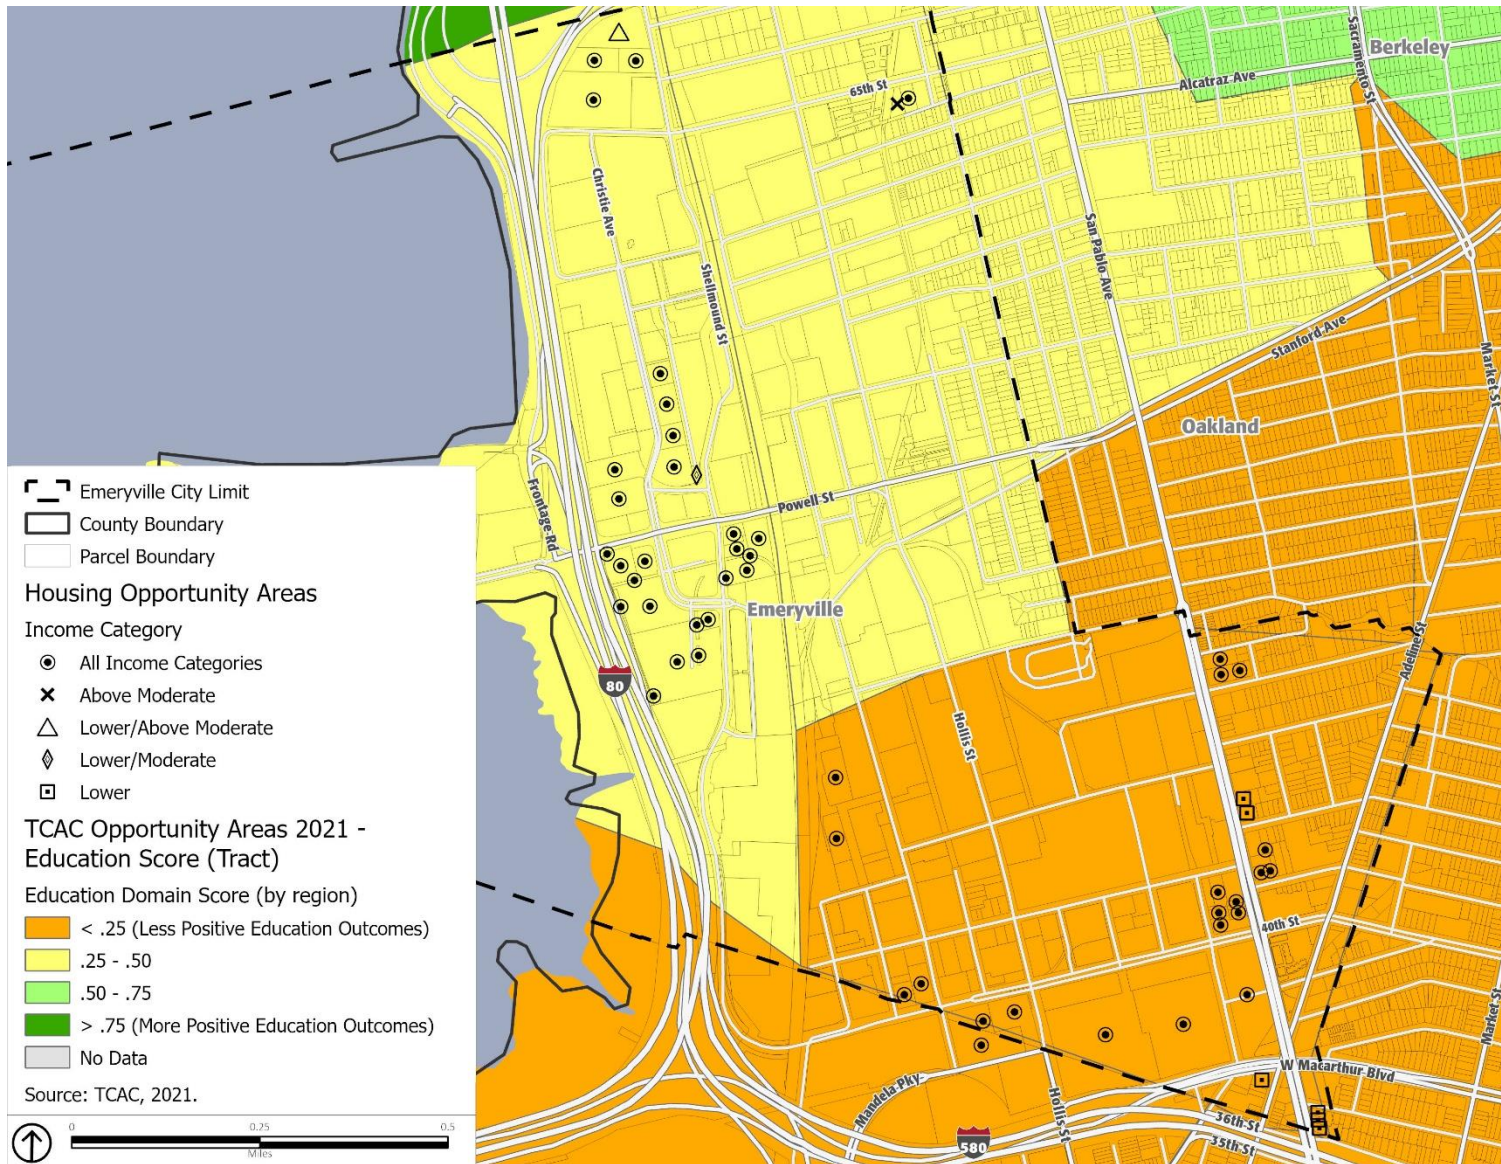 Berkeley
Sacramento St
Alcatraz Ave
65th St
Christie Ave
San Pablo Ave
Shellmound St
Stanford Ave
Market St
Oakland
Frontage Rd
Powell St
Emeryville
Adeline St
80
Hollis St
40th St
Market St
W Macarthur Blvd
Mandela Pky
Hollis St
36th St
35th St
580
Emeryville City Limit
County Boundary
Parcel Boundary
Housing Opportunity Areas
Income Category
All Income Categories
Above Moderate
Lower/Above Moderate
Lower/Moderate
Lower
TCAC Opportunity Areas 2021 -
Education Score (Tract)
Education Domain Score (by region)
< .25 (Less Positive Education Outcomes)
.25 - .50
.50 - .75
> .75 (More Positive Education Outcomes)
No Data
Source: TCAC, 2021.
0 0.25 0.5
Miles